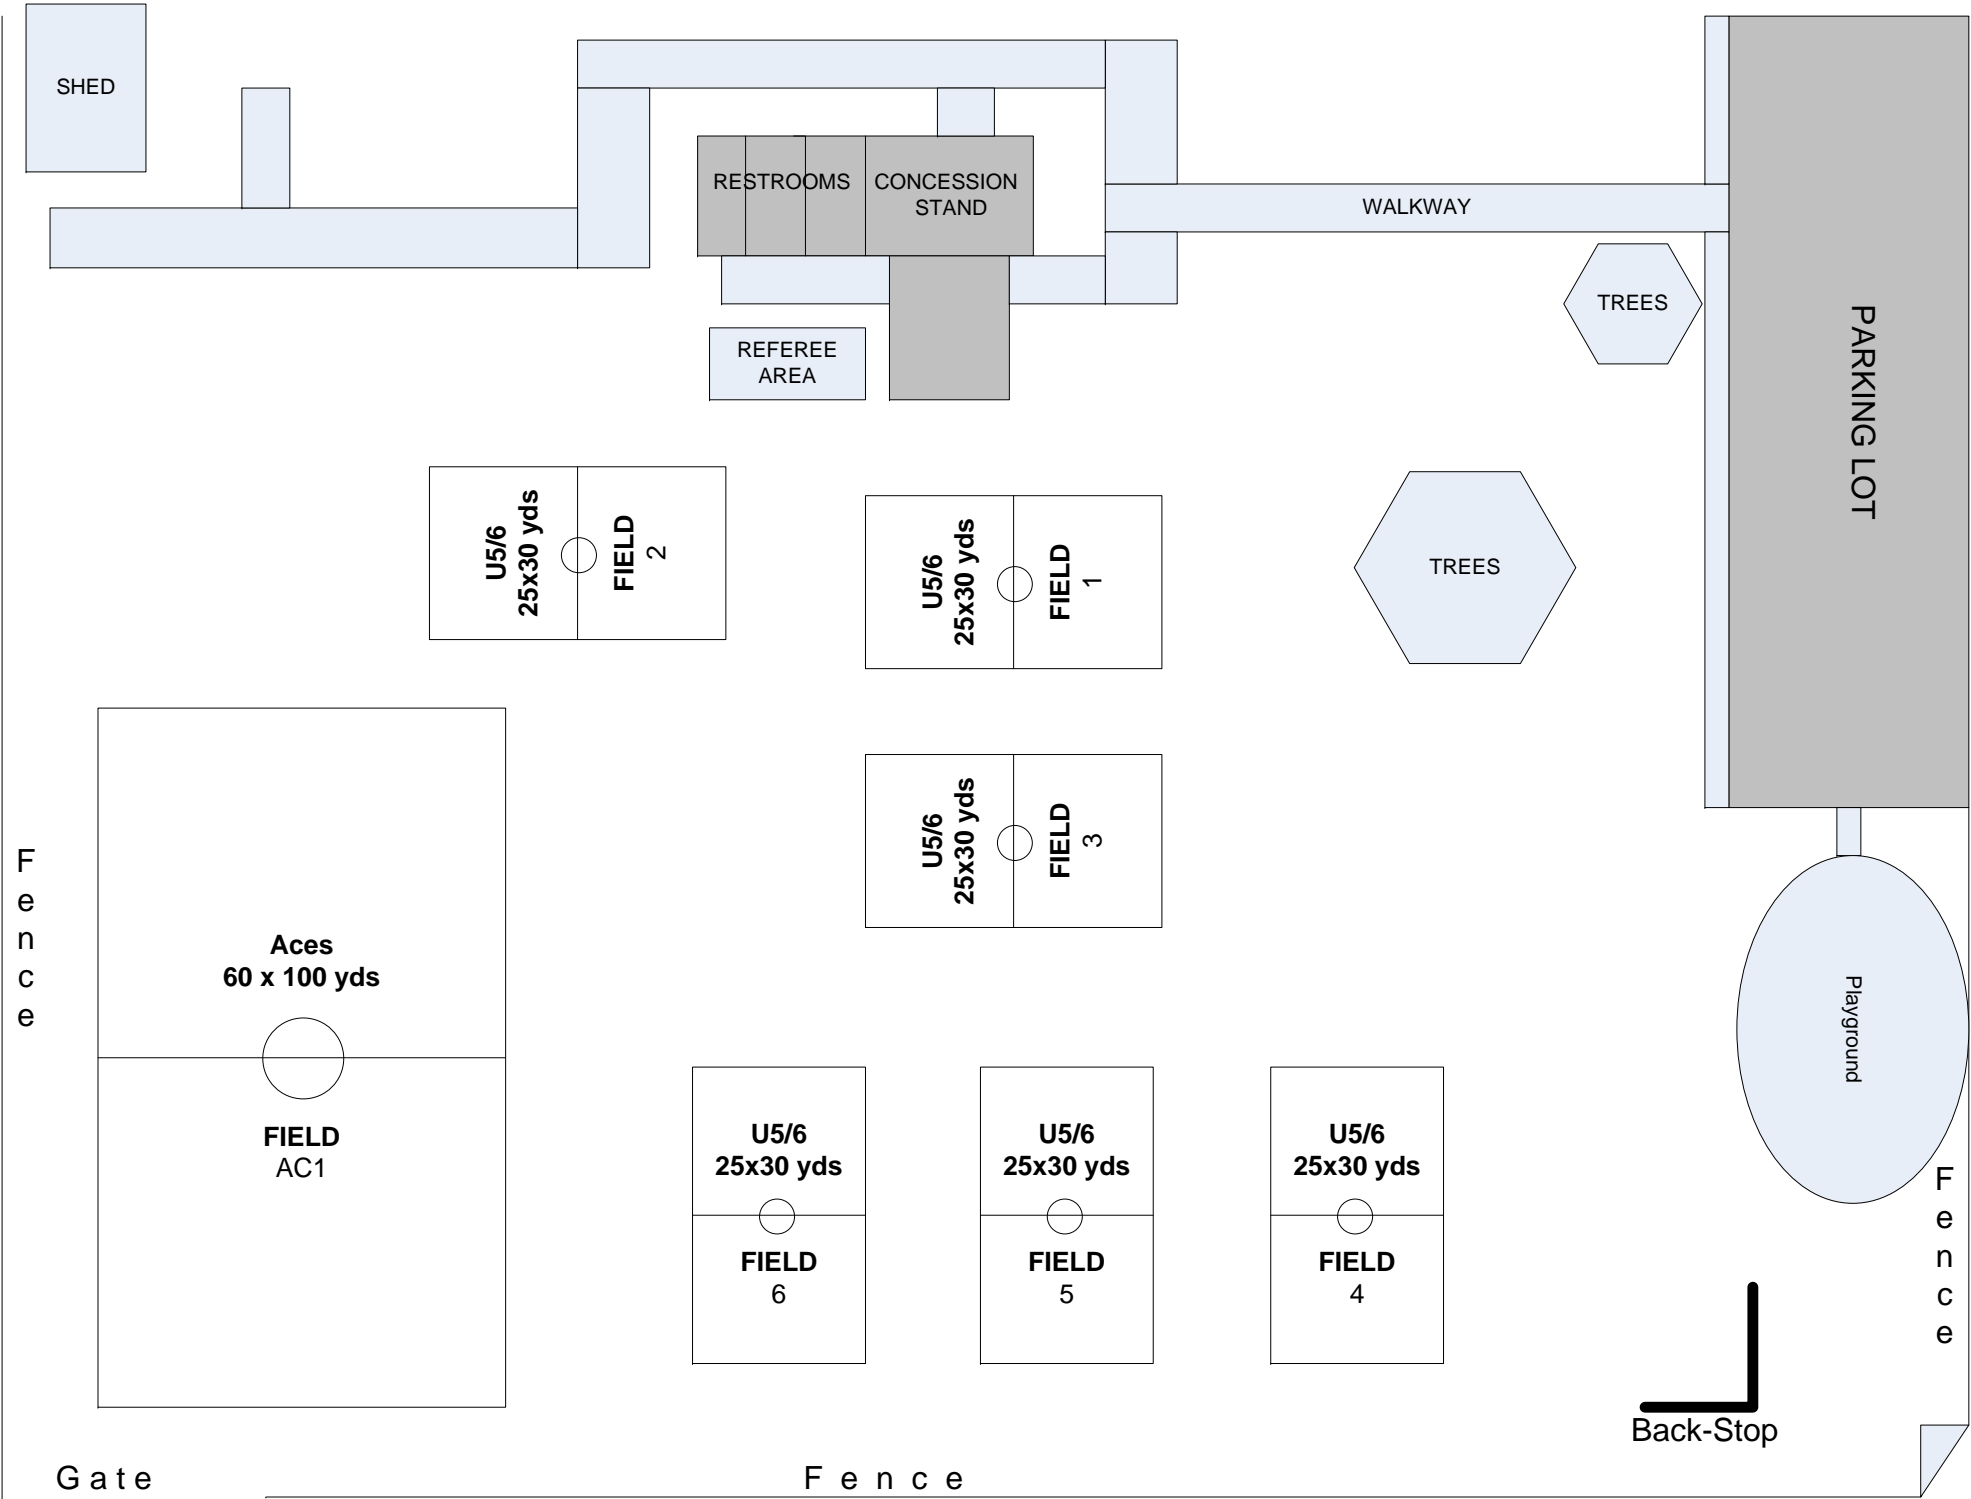 SHED
RESTROOMS
CONCESSION
STAND
WALKWAY
TREES
PARKING LOT
REFEREE
AREA
U5/6
25x30 yds
FIELD
2
U5/6
25x30 yds
FIELD
1
TREES
U5/6
25x30 yds
FIELD
3
Fence
Aces
60 x 100 yds
FIELD
AC1
Playground
U5/6
25x30 yds
FIELD
6
U5/6
25x30 yds
FIELD
5
U5/6
25x30 yds
FIELD
4
Fence
Back-Stop
Gate
Fence